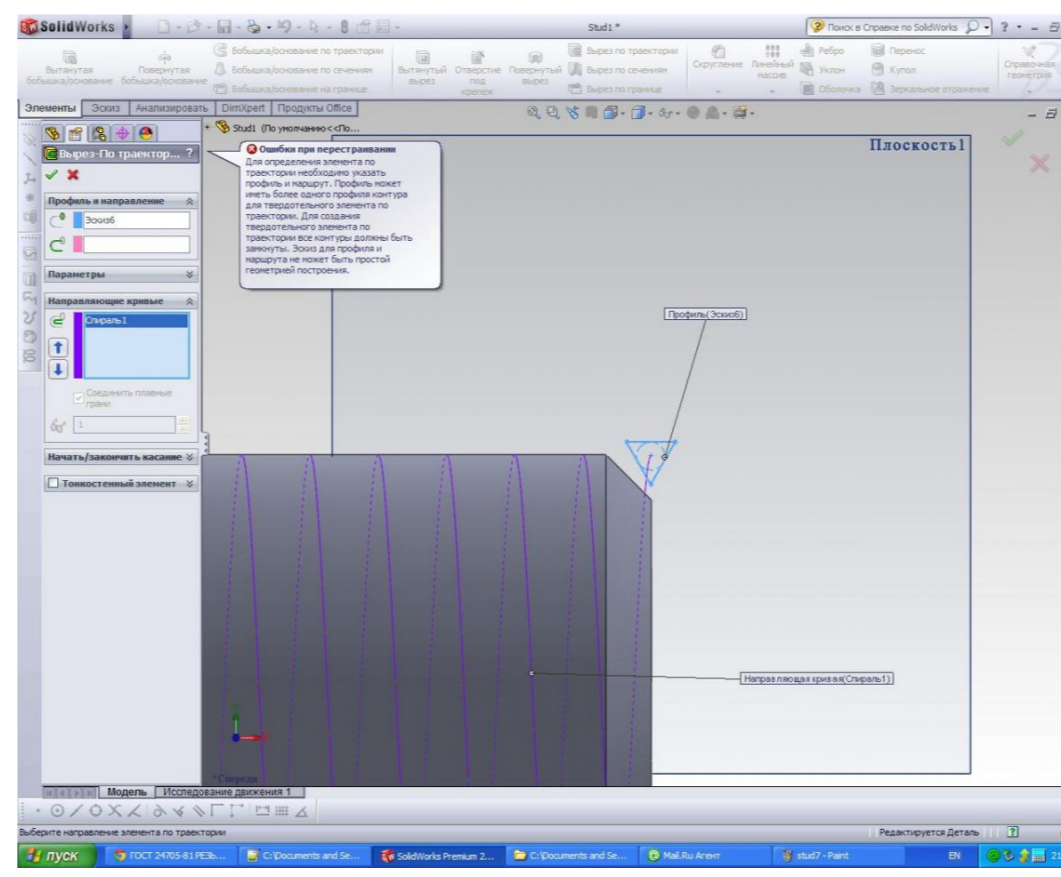 SolidWorks
Stud1 *
Поиск в Справке по SolidWorks
Вытянутая бобышка/основание
Повернутая бобышка/основание
Бобышка/основание по траектории
Бобышка/основание по сечениям
Бобышка/основание на границе
Вытянутый вырез
Отверстие под крепеж
Повернутый вырез
Вырез по траектории
Вырез по сечениям
Вырез по границе
Скругление
Линейный массив
Ребро
Уклон
Оболочка
Перенос
Купол
Зеркальное отражение
Справочная геометрия
Элементы Эскиз Анализировать DimXpert Продукты Office
Stud1 (По умолчанию<<По...
Вырез-По траектор... ?
Ошибки при перестраивании
Для определения элемента по
траектории необходимо указать
профиль и маршрут. Профиль может
иметь более одного профиля контура
для твердотельного элемента по
траектории. Для создания
твердотельного элемента по
траектории все контуры должны быть
замкнуты. Эскиз для профиля и
маршрута не может быть простой
геометрией построения.
Плоскость1
Профиль и направление
Эскиз6
Параметры
Направляющие кривые
Спираль1
Соединить плавные
грани
1
Начать/закончить касание
Тонкостенный элемент
Профиль(Эскиз6)
Направляющая кривая(Спираль1)
*Спереди
Модель Исследование движения 1
Выберите направление элемента по траектории
Редактируется Деталь
пуск
ГОСТ 24705-81 РЕЗЬ...
C:\Documents and Se...
SolidWorks Premium 2...
C:\Documents and Se...
Mail.Ru Агент
stud7 - Paint
EN
21